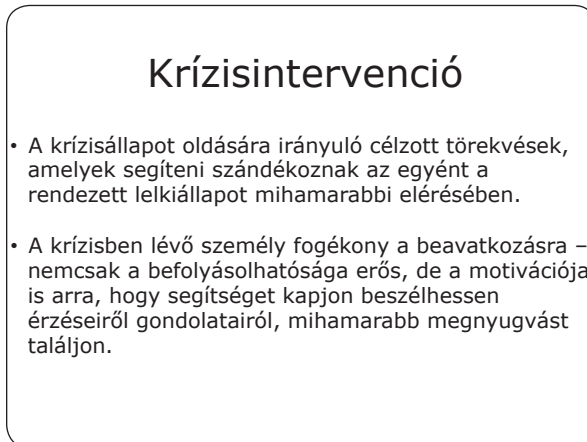 Krízisintervenció
• A krízisállapot oldására irányuló célzott törekvések,
amelyek segíteni szándékoznak az egyént a
rendezett lelkiállapot mihamarabbi elérésében.
• A krízisben lévő személy fogékony a beavatkozásra –
nemcsak a befolyásolhatósága erős, de a motivációja
is arra, hogy segítséget kapjon beszélhessen
érzéseiről gondolatairól, mihamarabb megnyugvást
találjon.